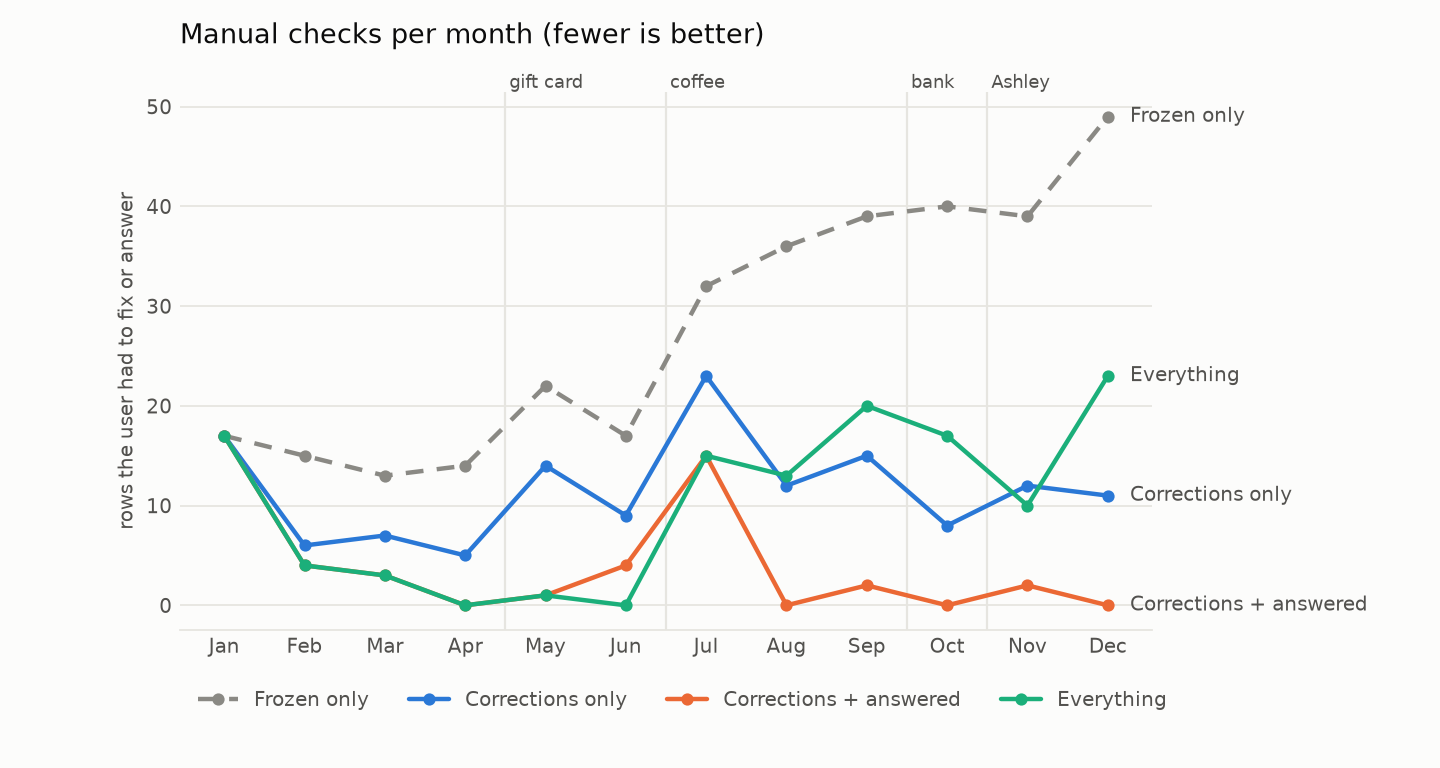 Manual checks per month (fewer is better)
gift card
coffee
bank
Ashley
50
40
30
20
10
0
rows the user had to fix or answer
Frozen only
Everything
Corrections only
Corrections + answered
Jan
Feb
Mar
Apr
May
Jun
Jul
Aug
Sep
Oct
Nov
Dec
Frozen only
Corrections only
Corrections + answered
Everything